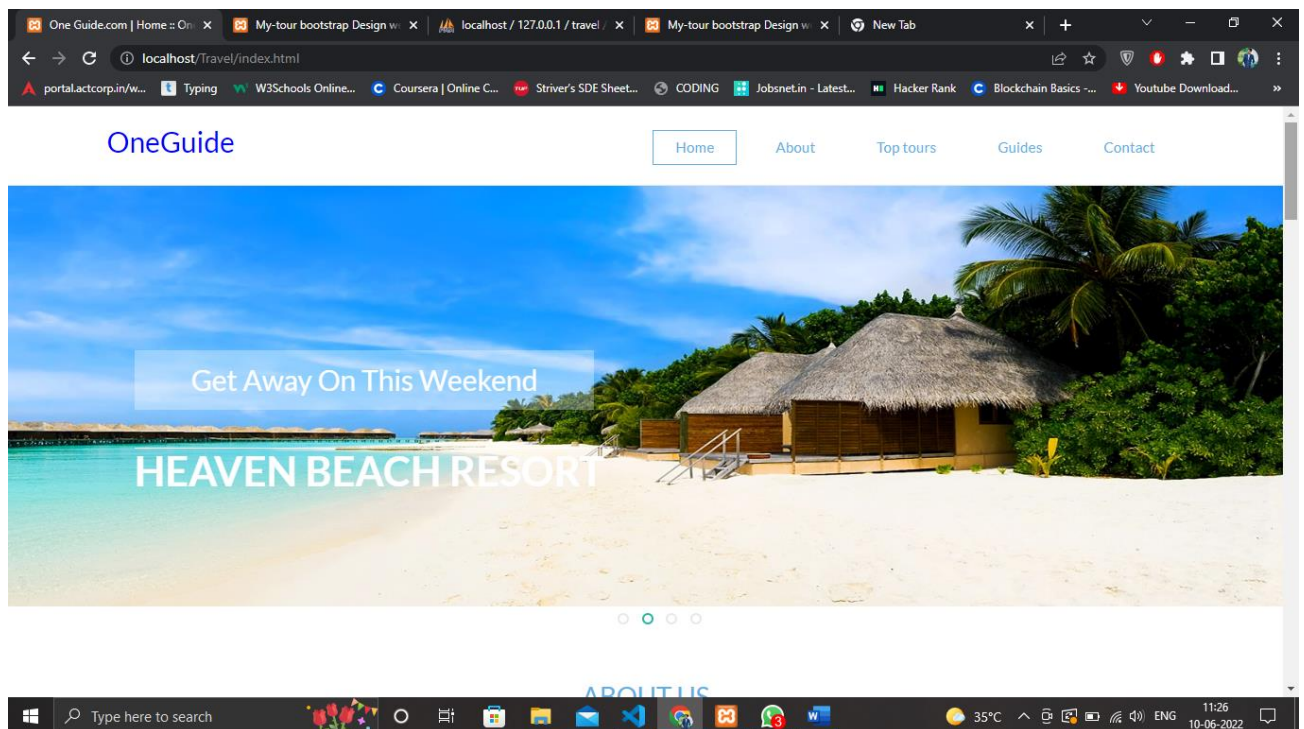 One Guide.com | Home :: On
My-tour bootstrap Design w
localhost / 127.0.0.1 / travel /
My-tour bootstrap Design w
New Tab
localhost/Travel/index.html
portal.actcorp.in/w...
Typing
W3Schools Online...
Coursera | Online C...
Striver's SDE Sheet...
CODING
Jobsnet.in - Latest...
Hacker Rank
Blockchain Basics -...
Youtube Download...
»
OneGuide
Home
About
Top tours
Guides
Contact
Get Away On This Weekend
HEAVEN BEACH RESORT
ABOUT US
Type here to search
35°C
ENG
11:26
10-06-2022